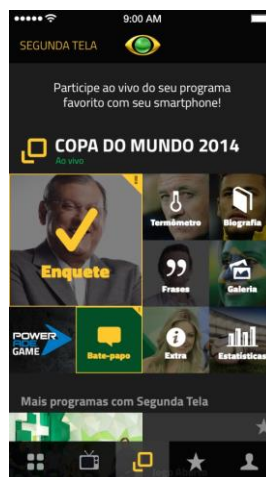 9:00 AM
SEGUNDA TELA
Participe ao vivo do seu programa
favorito com seu smartphone!
COPA DO MUNDO 2014
Ao vivo
Enquete
Termômetro
Biografia
Frases
Galeria
POWER
RIDE
GAME
Bate-papo
Extra
Estatísticas
Mais programas com Segunda Tela